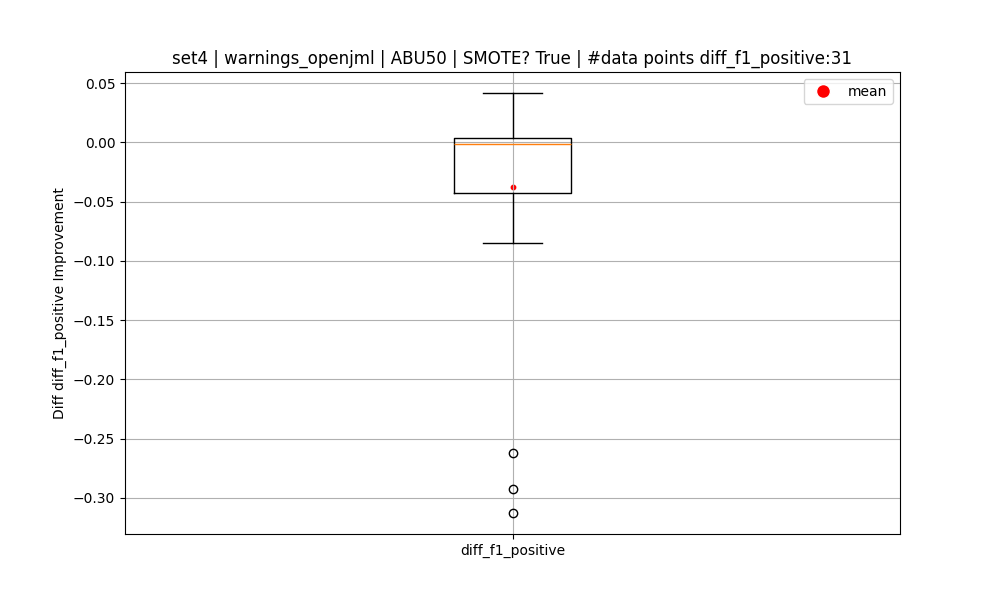 set4 | warnings_openjml | ABU50 | SMOTE? True | #data points diff_f1_positive:31
mean
0.05
0.00
−0.05
−0.10
−0.15
−0.20
−0.25
−0.30
Diff diff_f1_positive Improvement
diff_f1_positive